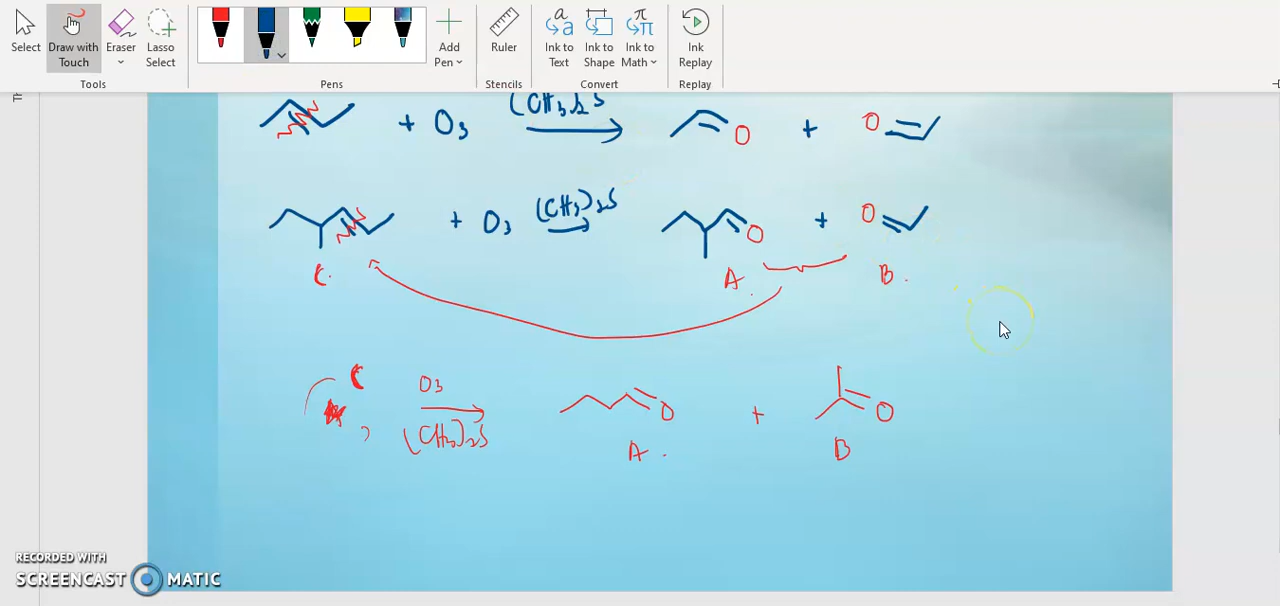 Select
Draw with Touch
Eraser
Lasso Select
Add Pen
Ruler
Ink to Text
Ink to Shape
Ink to Math
Ink Replay
Tools
Pens
Stencils
Convert
Replay
+ O3 (CH3)2S O + O
+ O3 (CH3)2S O + O
C. A. B.
C O3 (CH3)2S O + O
A. B
RECORDED WITH
SCREENCAST MATIC